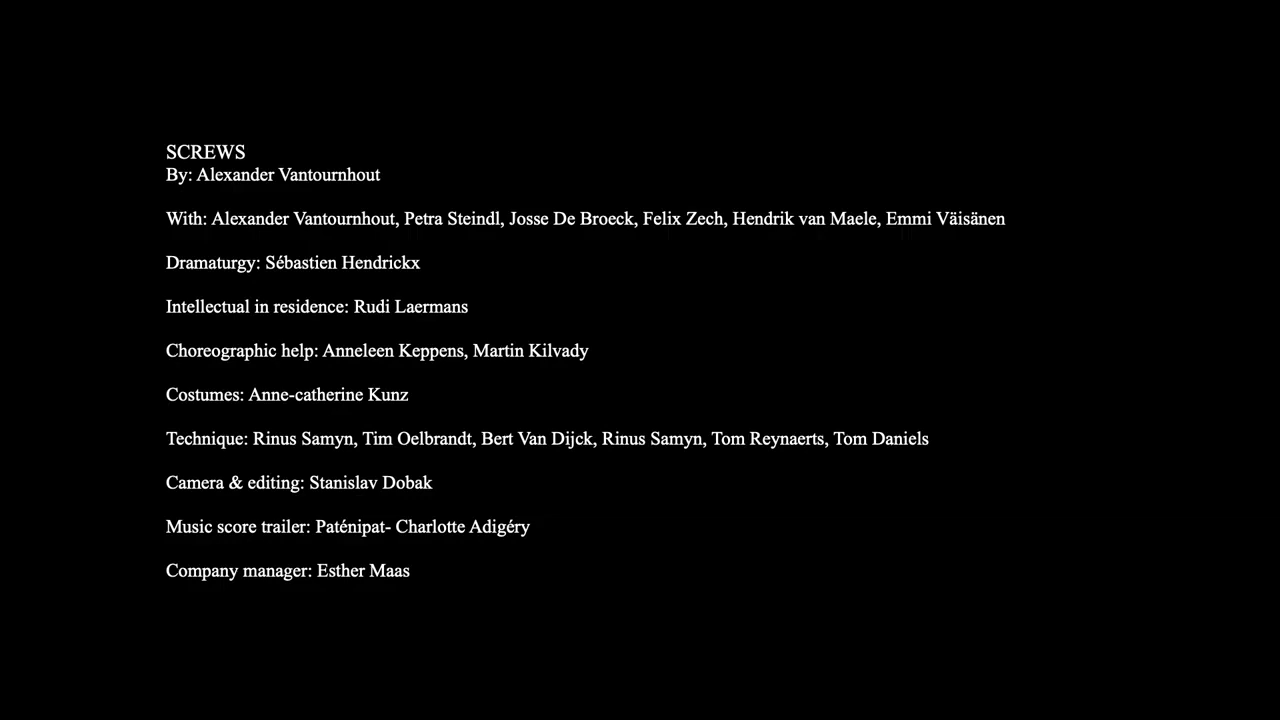 SCREWS
By: Alexander Vantournhout
With: Alexander Vantournhout, Petra Steindl, Josse De Broeck, Felix Zech, Hendrik van Maele, Emmi Väisänen
Dramaturgy: Sébastien Hendrickx
Intellectual in residence: Rudi Laermans
Choreographic help: Anneleen Keppens, Martin Kilvady
Costumes: Anne-catherine Kunz
Technique: Rinus Samyn, Tim Oelbrandt, Bert Van Dijck, Rinus Samyn, Tom Reynaerts, Tom Daniels
Camera & editing: Stanislav Dobak
Music score trailer: Paténipat- Charlotte Adigéry
Company manager: Esther Maas